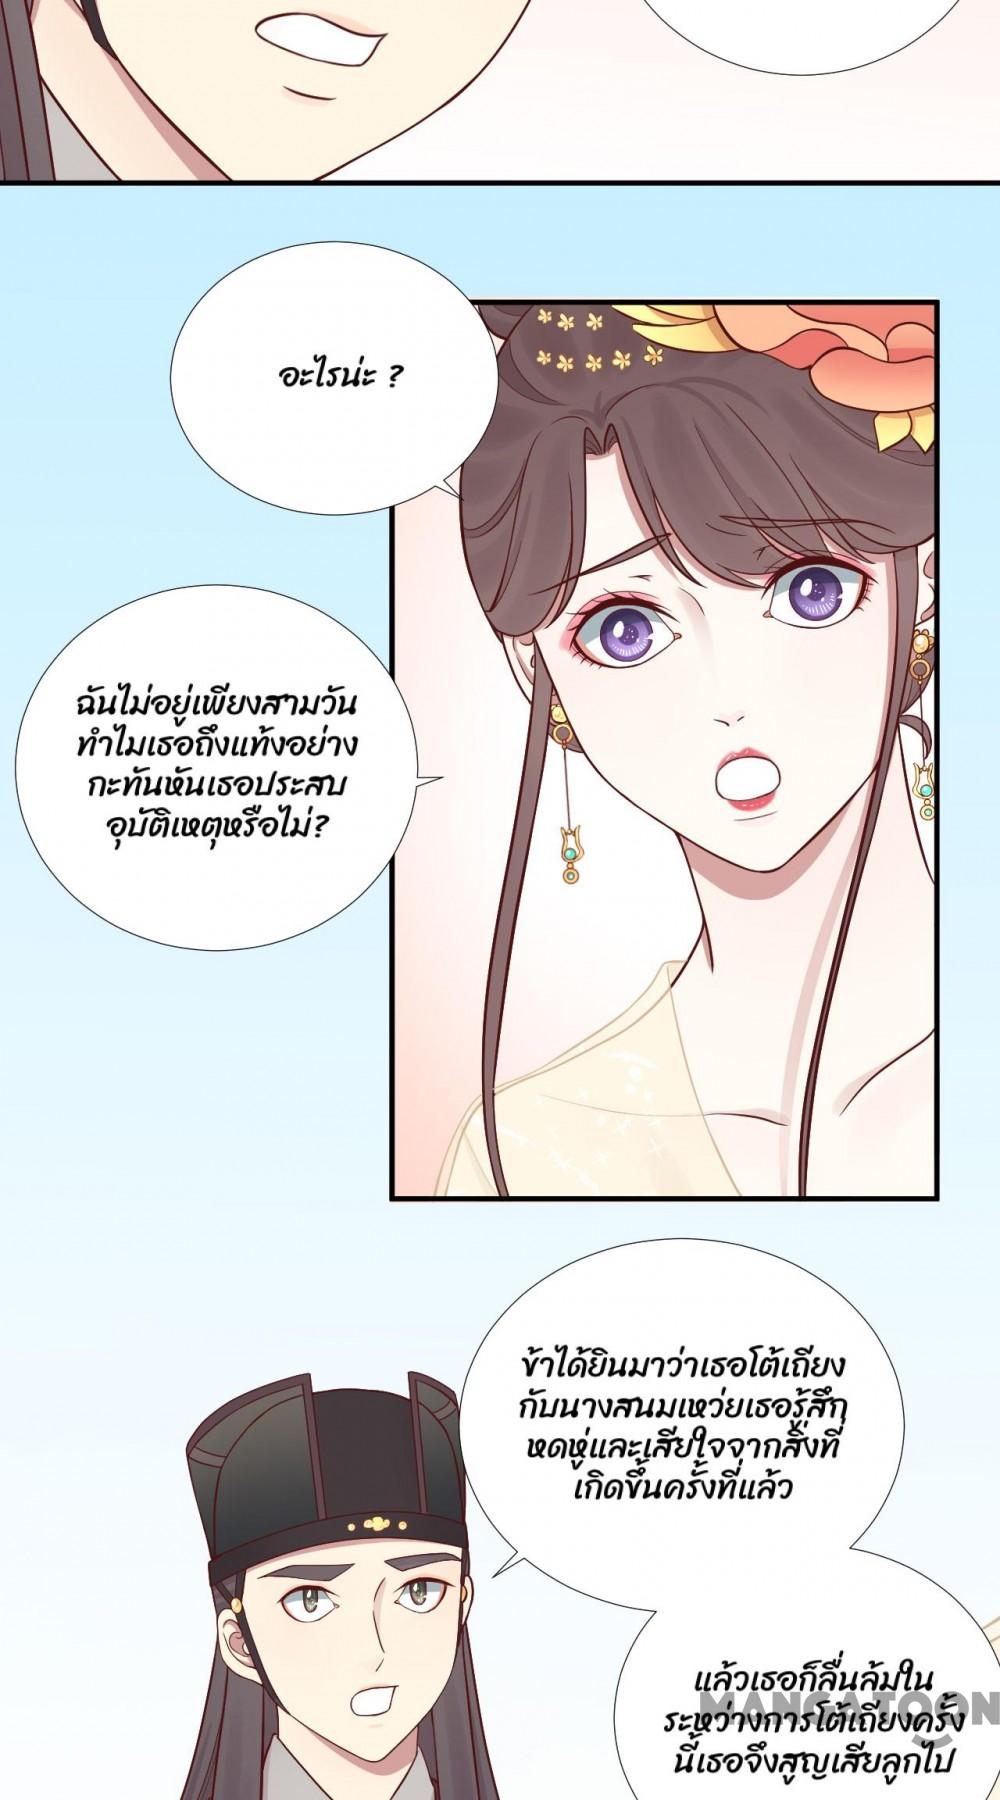 อะไรน่ะ ?
ฉันไม่อยู่เพียงสามวัน
ทำไมเธอถึงแท้งอย่าง
กะทันหันเธอประสบ
อุบัติเหตุหรือไม่?
ข้าได้ยินมาว่าเธอโต้เถียง
กับนางสนมเหว่ยเธอรู้สึก
หดหู่และเสียใจจากสิ่งที่
เกิดขึ้นครั้งที่แล้ว
แล้วเธอก็ลื่นล้มใน
ระหว่างการโต้เถียงครั้ง
นี้เธอจึงสูญเสียลูกไป
MANGATOON